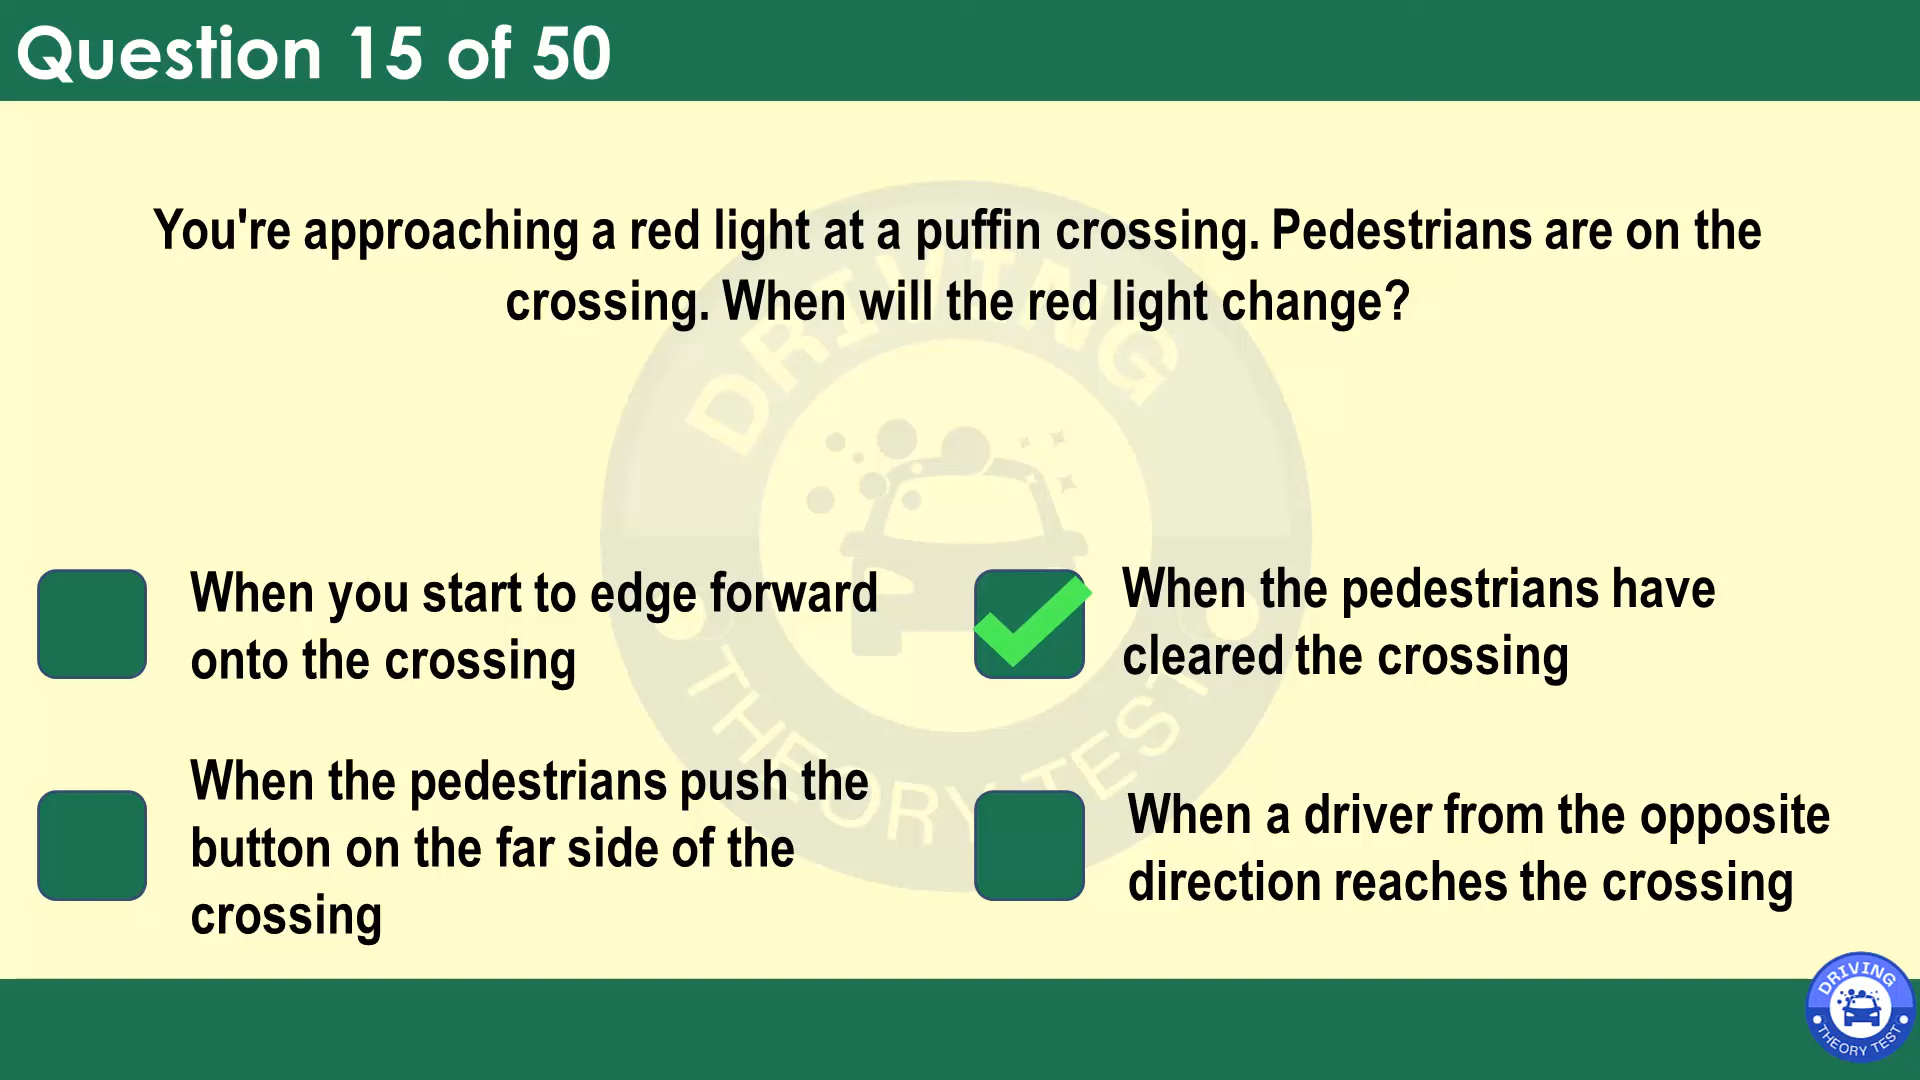 Question 15 of 50
You're approaching a red light at a puffin crossing. Pedestrians are on the
crossing. When will the red light change?
DRIVING
THEORY TEST
When you start to edge forward
onto the crossing
When the pedestrians have
cleared the crossing
When the pedestrians push the
button on the far side of the
crossing
When a driver from the opposite
direction reaches the crossing
DRIVING
THEORY TEST